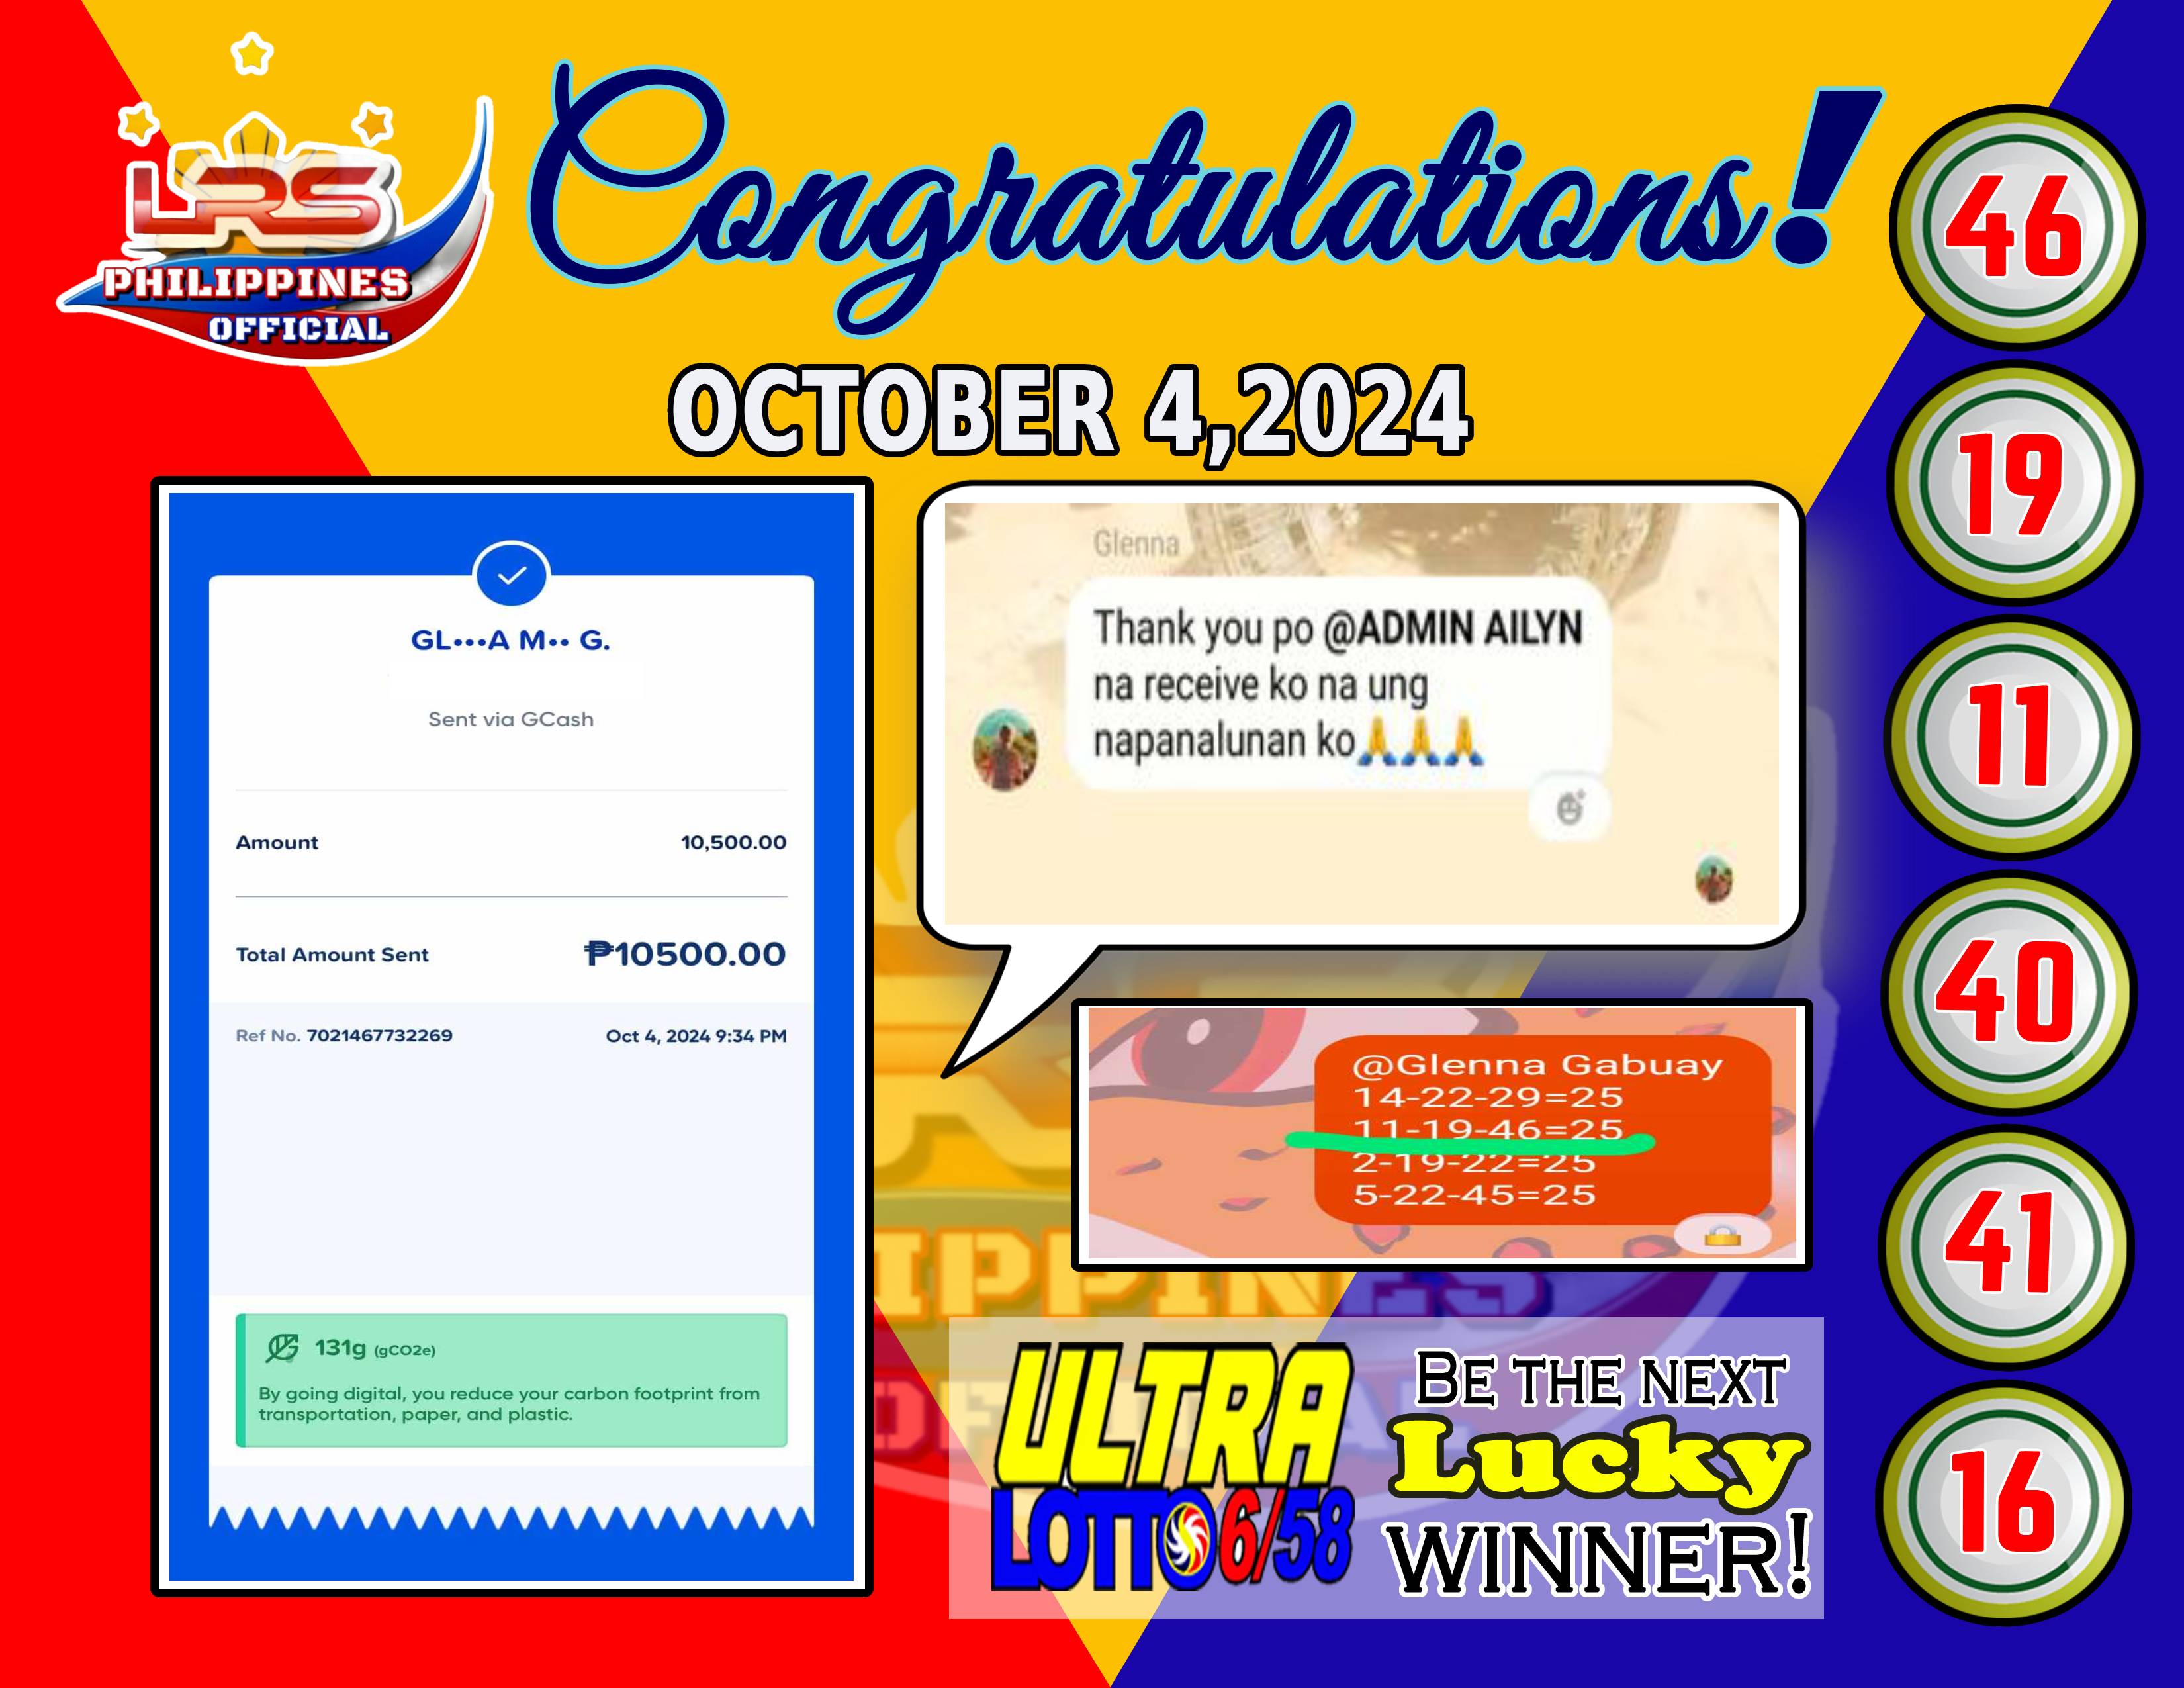 LRS
PHILIPPINES
OFFICIAL
Congratulations!
OCTOBER 4,2024
GL•••A M•• G.
Sent via GCash
Amount 10,500.00
Total Amount Sent ₱10500.00
Ref No. 7021467732269 Oct 4, 2024 9:34 PM
131g (gCO2e)
By going digital, you reduce your carbon footprint from
transportation, paper, and plastic.
Glenna
Thank you po @ADMIN AILYN
na receive ko na ung
napanalunan ko🙏🙏🙏
@Glenna Gabuay
14-22-29=25
11-19-46=25
2-19-22=25
5-22-45=25
ULTRA
LOTTO 6/58
BE THE NEXT
Lucky
WINNER!
46
19
11
40
41
16